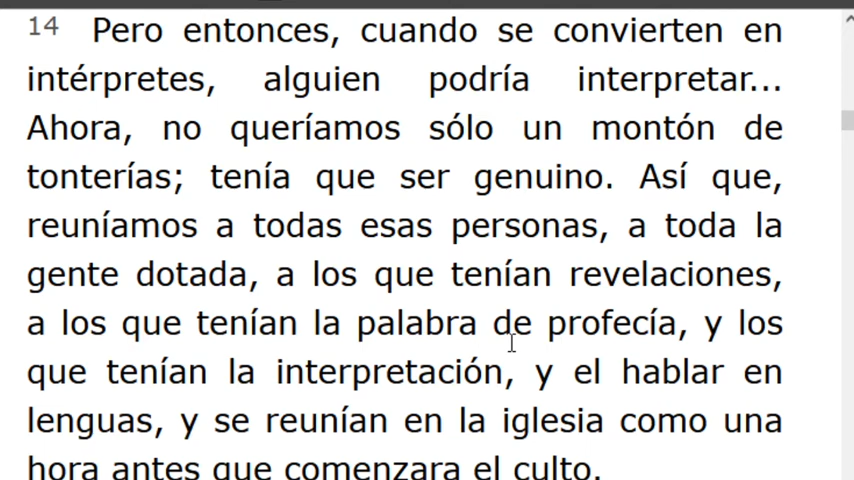 14 Pero entonces, cuando se convierten en
intérpretes, alguien podría interpretar...
Ahora, no queríamos sólo un montón de
tonterías; tenía que ser genuino. Así que,
reuníamos a todas esas personas, a toda la
gente dotada, a los que tenían revelaciones,
a los que tenían la palabra de profecía, y los
que tenían la interpretación, y el hablar en
lenguas, y se reunían en la iglesia como una
hora antes que comenzara el culto.